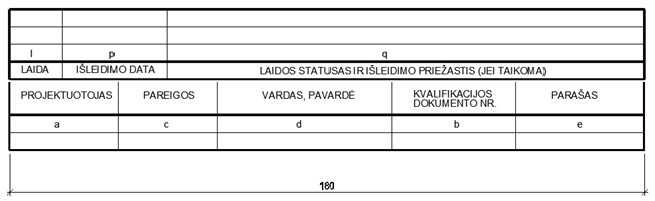 l p q
LAIDA IŠLEIDIMO DATA LAIDOS STATUSAS IR IŠLEIDIMO PRIEŽASTIS (JEI TAIKOMA)
PROJEKTUOTOJAS PAREIGOS VARDAS, PAVARDĖ KVALIFIKACIJOS DOKUMENTO NR. PARAŠAS
a c d b e
180